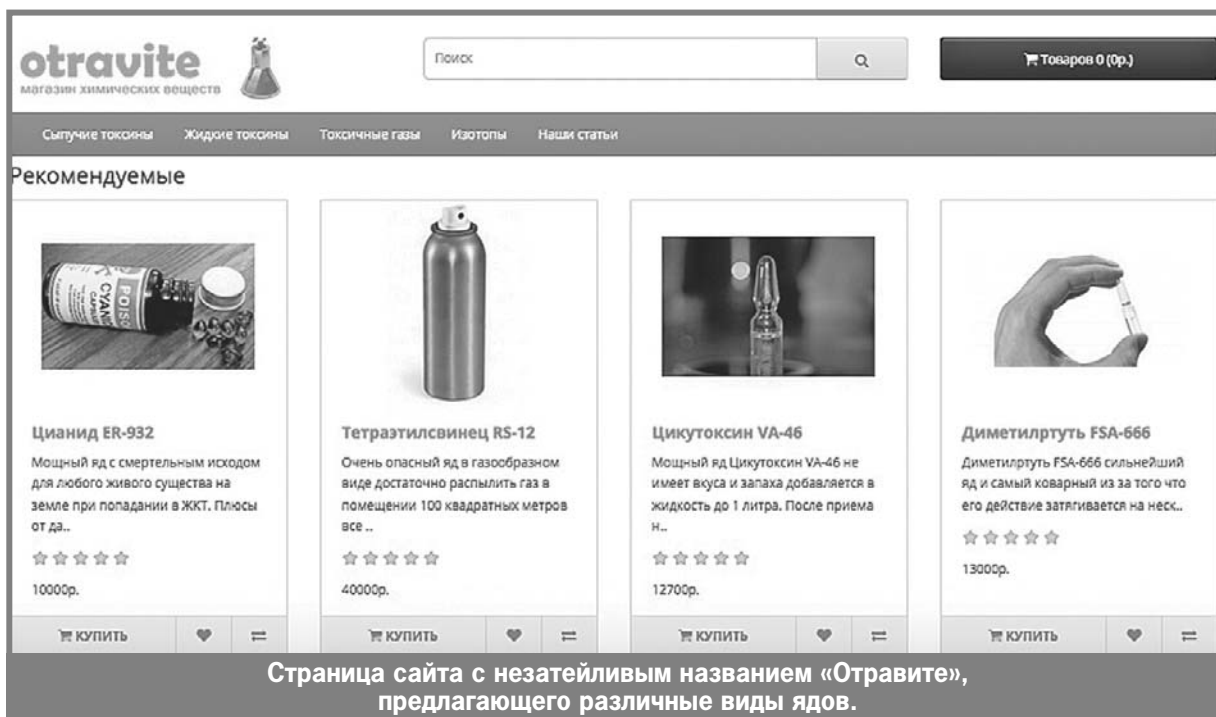 otravite
магазин химических веществ
Поиск
Товаров 0 (0р.)
Сыпучие токсины Жидкие токсины Токсичные газы Изотопы Наши статьи
Рекомендуемые
POISO
CYAN
Цианид ER-932
Мощный яд с смертельным исходом
для любого живого существа на
земле при попадании в ЖКТ. Плюсы
от да..
10000р.
КУПИТЬ
Тетраэтилсвинец RS-12
Очень опасный яд в газообразном
виде достаточно распылить газ в
помещении 100 квадратных метров
все ..
40000р.
КУПИТЬ
Цикутоксин VA-46
Мощный яд Цикутоксин VA-46 не
имеет вкуса и запаха добавляется в
жидкость до 1 литра. После приема
н..
12700р.
КУПИТЬ
Диметилртуть FSA-666
Диметилртуть FSA-666 сильнейший
яд и самый коварный из за того что
его действие затягивается на неск..
13000р.
КУПИТЬ
Страница сайта с незатейливым названием «Отравите»,
предлагающего различные виды ядов.